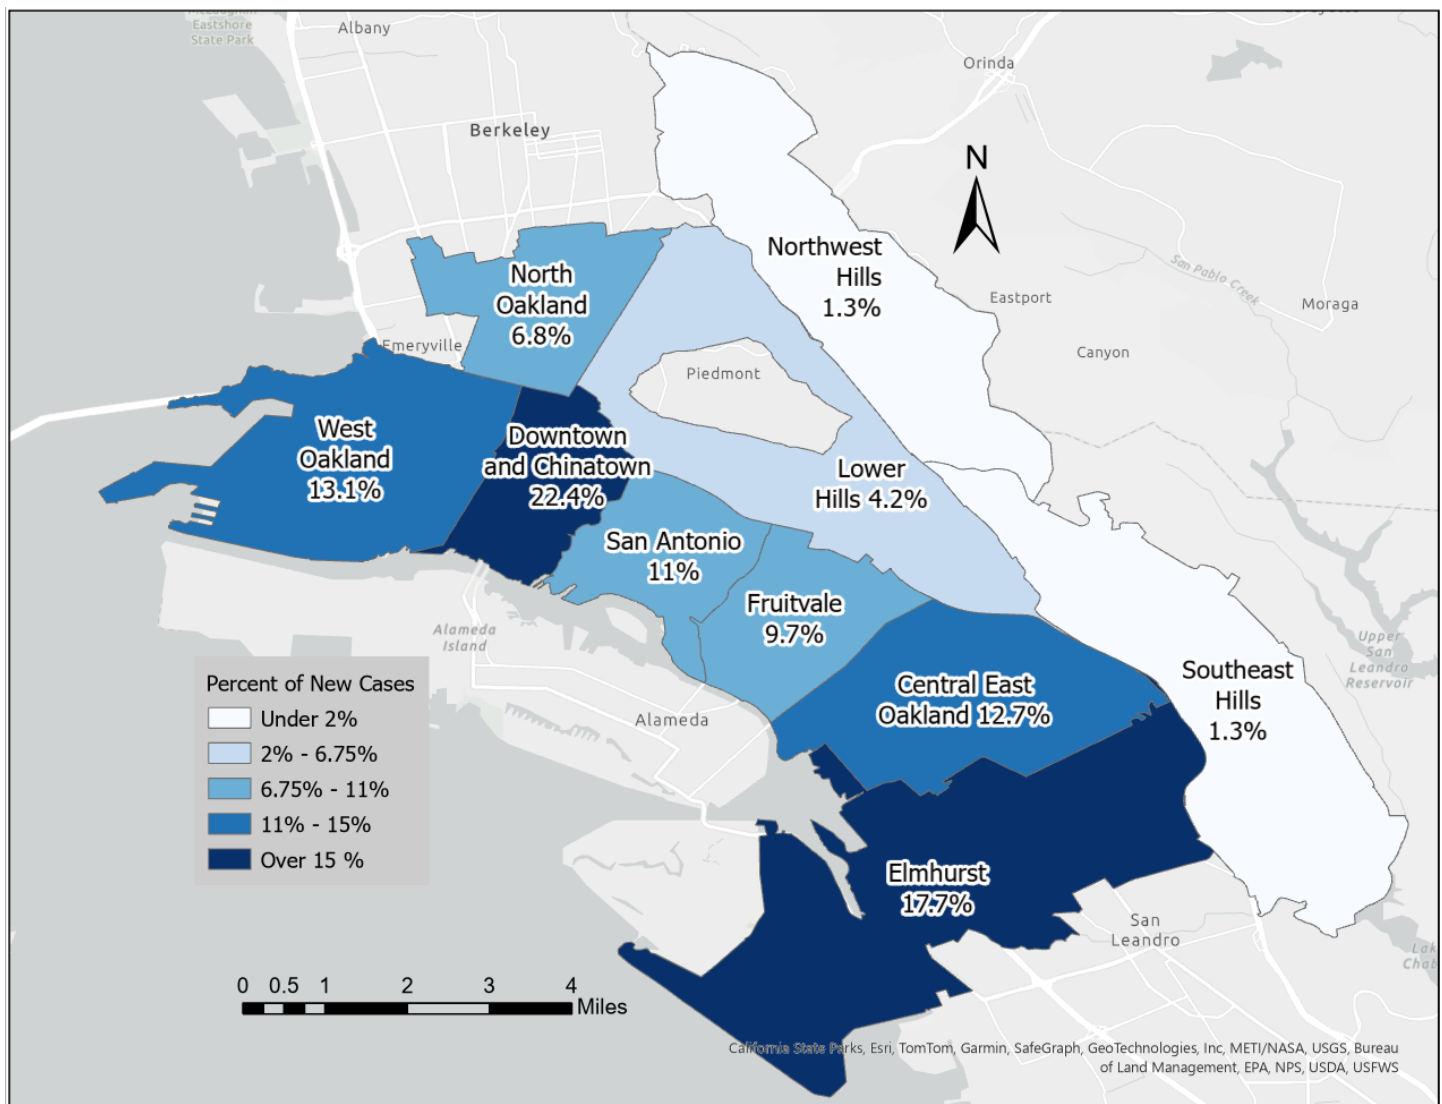 Eastshore
State Park
Albany
Orinda
Berkeley
N
Northwest
Hills
1.3%
San Pablo Creek
North
Oakland
6.8%
Eastport
Moraga
Emeryville
Canyon
Piedmont
West
Oakland
13.1%
Downtown
and Chinatown
22.4%
Lower
Hills 4.2%
San Antonio
11%
Fruitvale
9.7%
Alameda
Island
Upper
San
Leandro
Reservoir
Southeast
Hills
1.3%
Central East
Oakland 12.7%
Alameda
Percent of New Cases
Under 2%
2% - 6.75%
6.75% - 11%
11% - 15%
Over 15 %
Elmhurst
17.7%
San
Leandro
Lak
Chab
0 0.5 1 2 3 4
Miles
California State Parks, Esri, TomTom, Garmin, SafeGraph, GeoTechnologies, Inc, METI/NASA, USGS, Bureau
of Land Management, EPA, NPS, USDA, USFWS